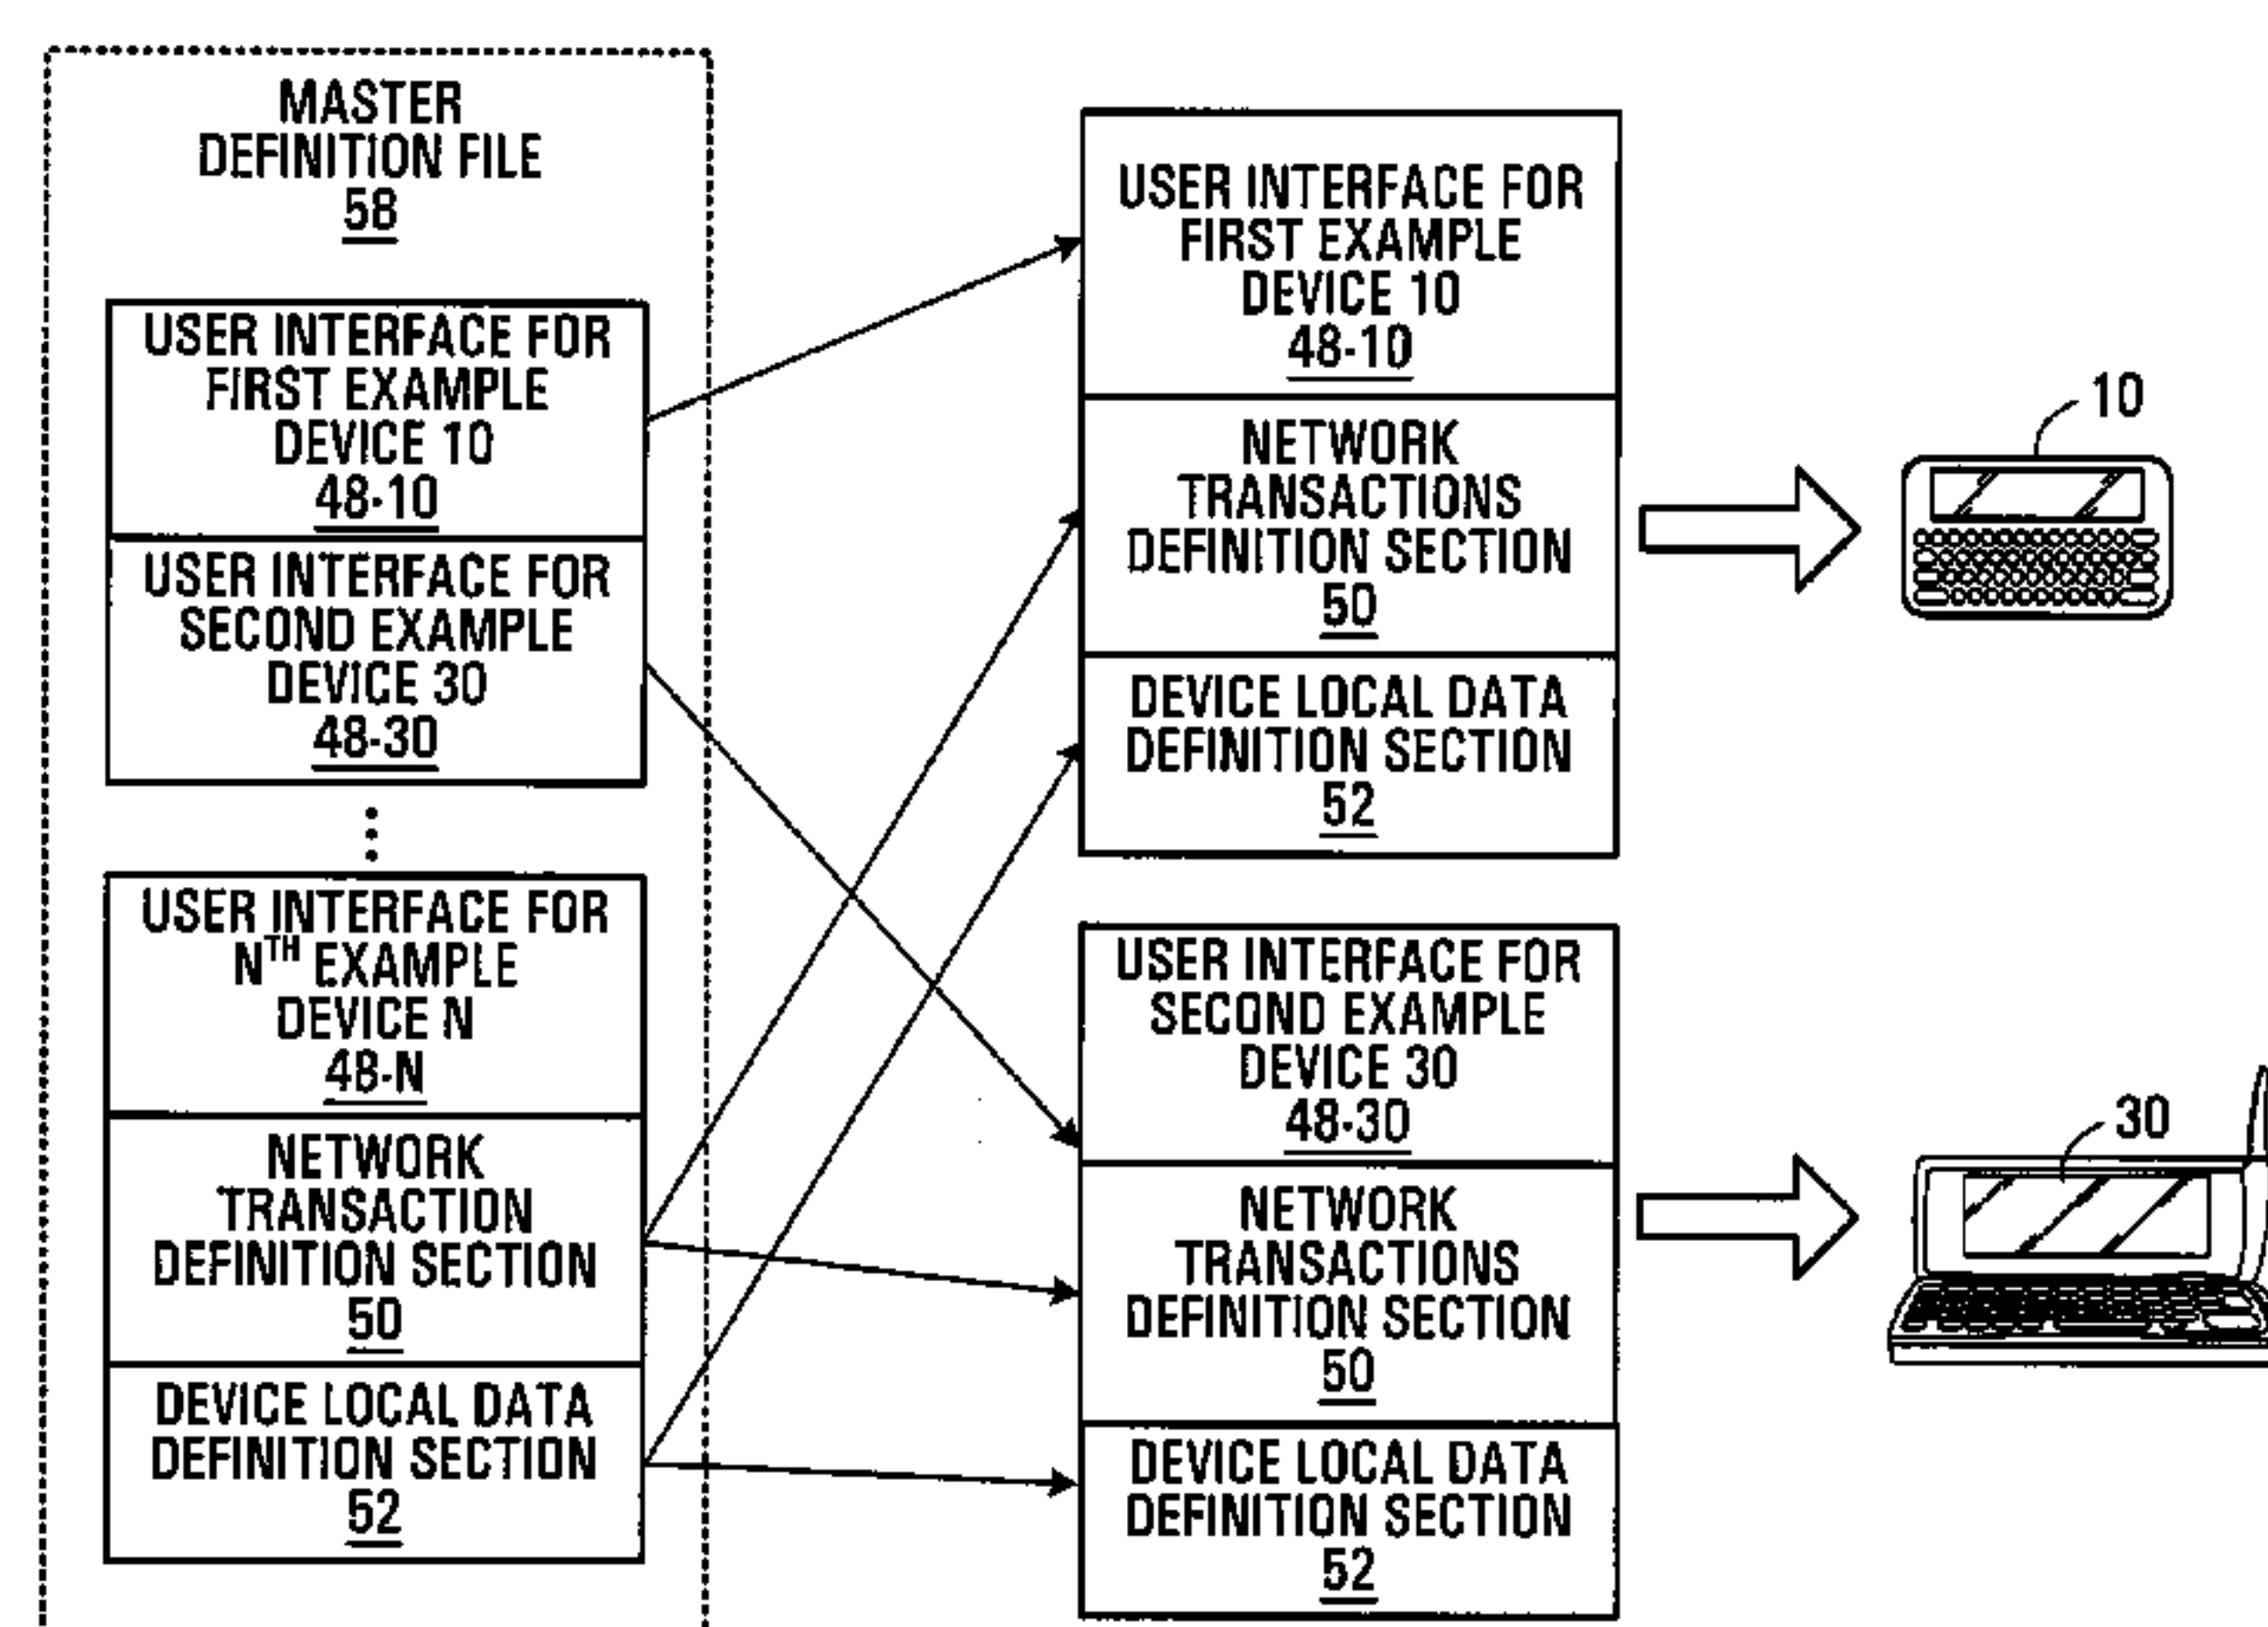 MASTER
DEFINITION FILE
58
USER INTERFACE FOR
FIRST EXAMPLE
DEVICE 10
48-10
USER INTERFACE FOR
SECOND EXAMPLE
DEVICE 30
48-30
USER INTERFACE FOR
NTH EXAMPLE
DEVICE N
48-N
NETWORK
TRANSACTION
DEFINITION SECTION
50
DEVICE LOCAL DATA
DEFINITION SECTION
52
USER INTERFACE FOR
FIRST EXAMPLE
DEVICE 10
48-10
NETWORK
TRANSACTIONS
DEFINITION SECTION
50
DEVICE LOCAL DATA
DEFINITION SECTION
52
USER INTERFACE FOR
SECOND EXAMPLE
DEVICE 30
48-30
NETWORK
TRANSACTIONS
DEFINITION SECTION
50
DEVICE LOCAL DATA
DEFINITION SECTION
52
10
30